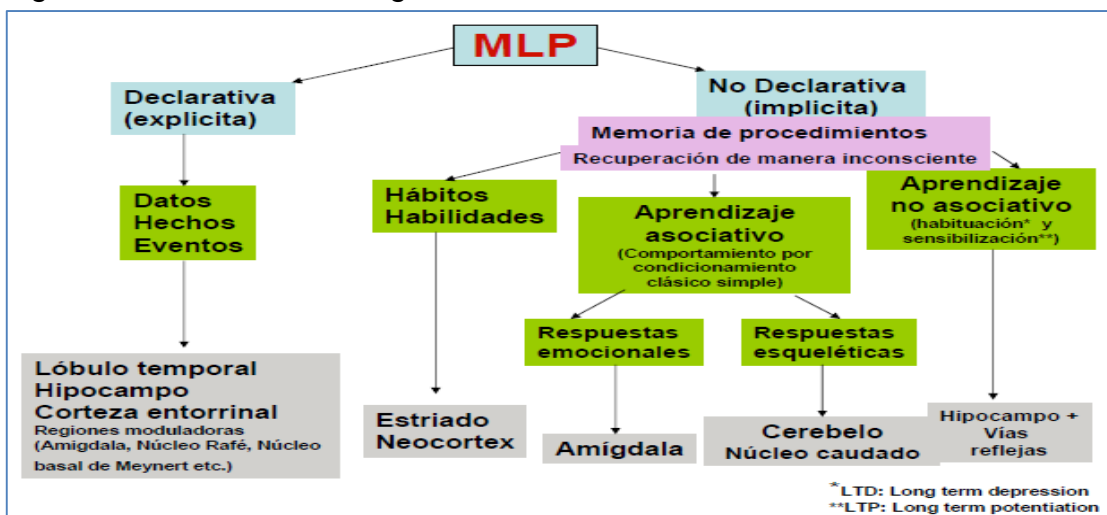 MLP
Declarativa
(explicita)
No Declarativa
(implicita)
Memoria de procedimientos
Recuperación de manera inconsciente
Datos
Hechos
Eventos
Hábitos
Habilidades
Aprendizaje
asociativo
(Comportamiento por
condicionamiento
clásico simple)
Aprendizaje
no asociativo
(habituación* y
sensibilización**)
Respuestas
emocionales
Respuestas
esqueléticas
Lóbulo temporal
Hipocampo
Corteza entorrinal
Regiones moduladoras
(Amigdala, Núcleo Rafé, Núcleo
basal de Meynert etc.)
Estriado
Neocortex
Amígdala
Cerebelo
Núcleo caudado
Hipocampo +
Vías
reflejas
*LTD: Long term depression
**LTP: Long term potentiation